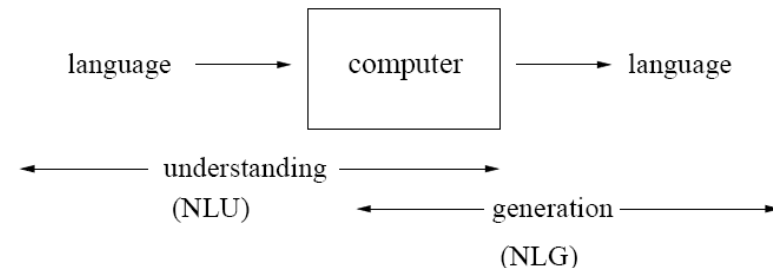 language computer language
understanding
(NLU)
generation
(NLG)